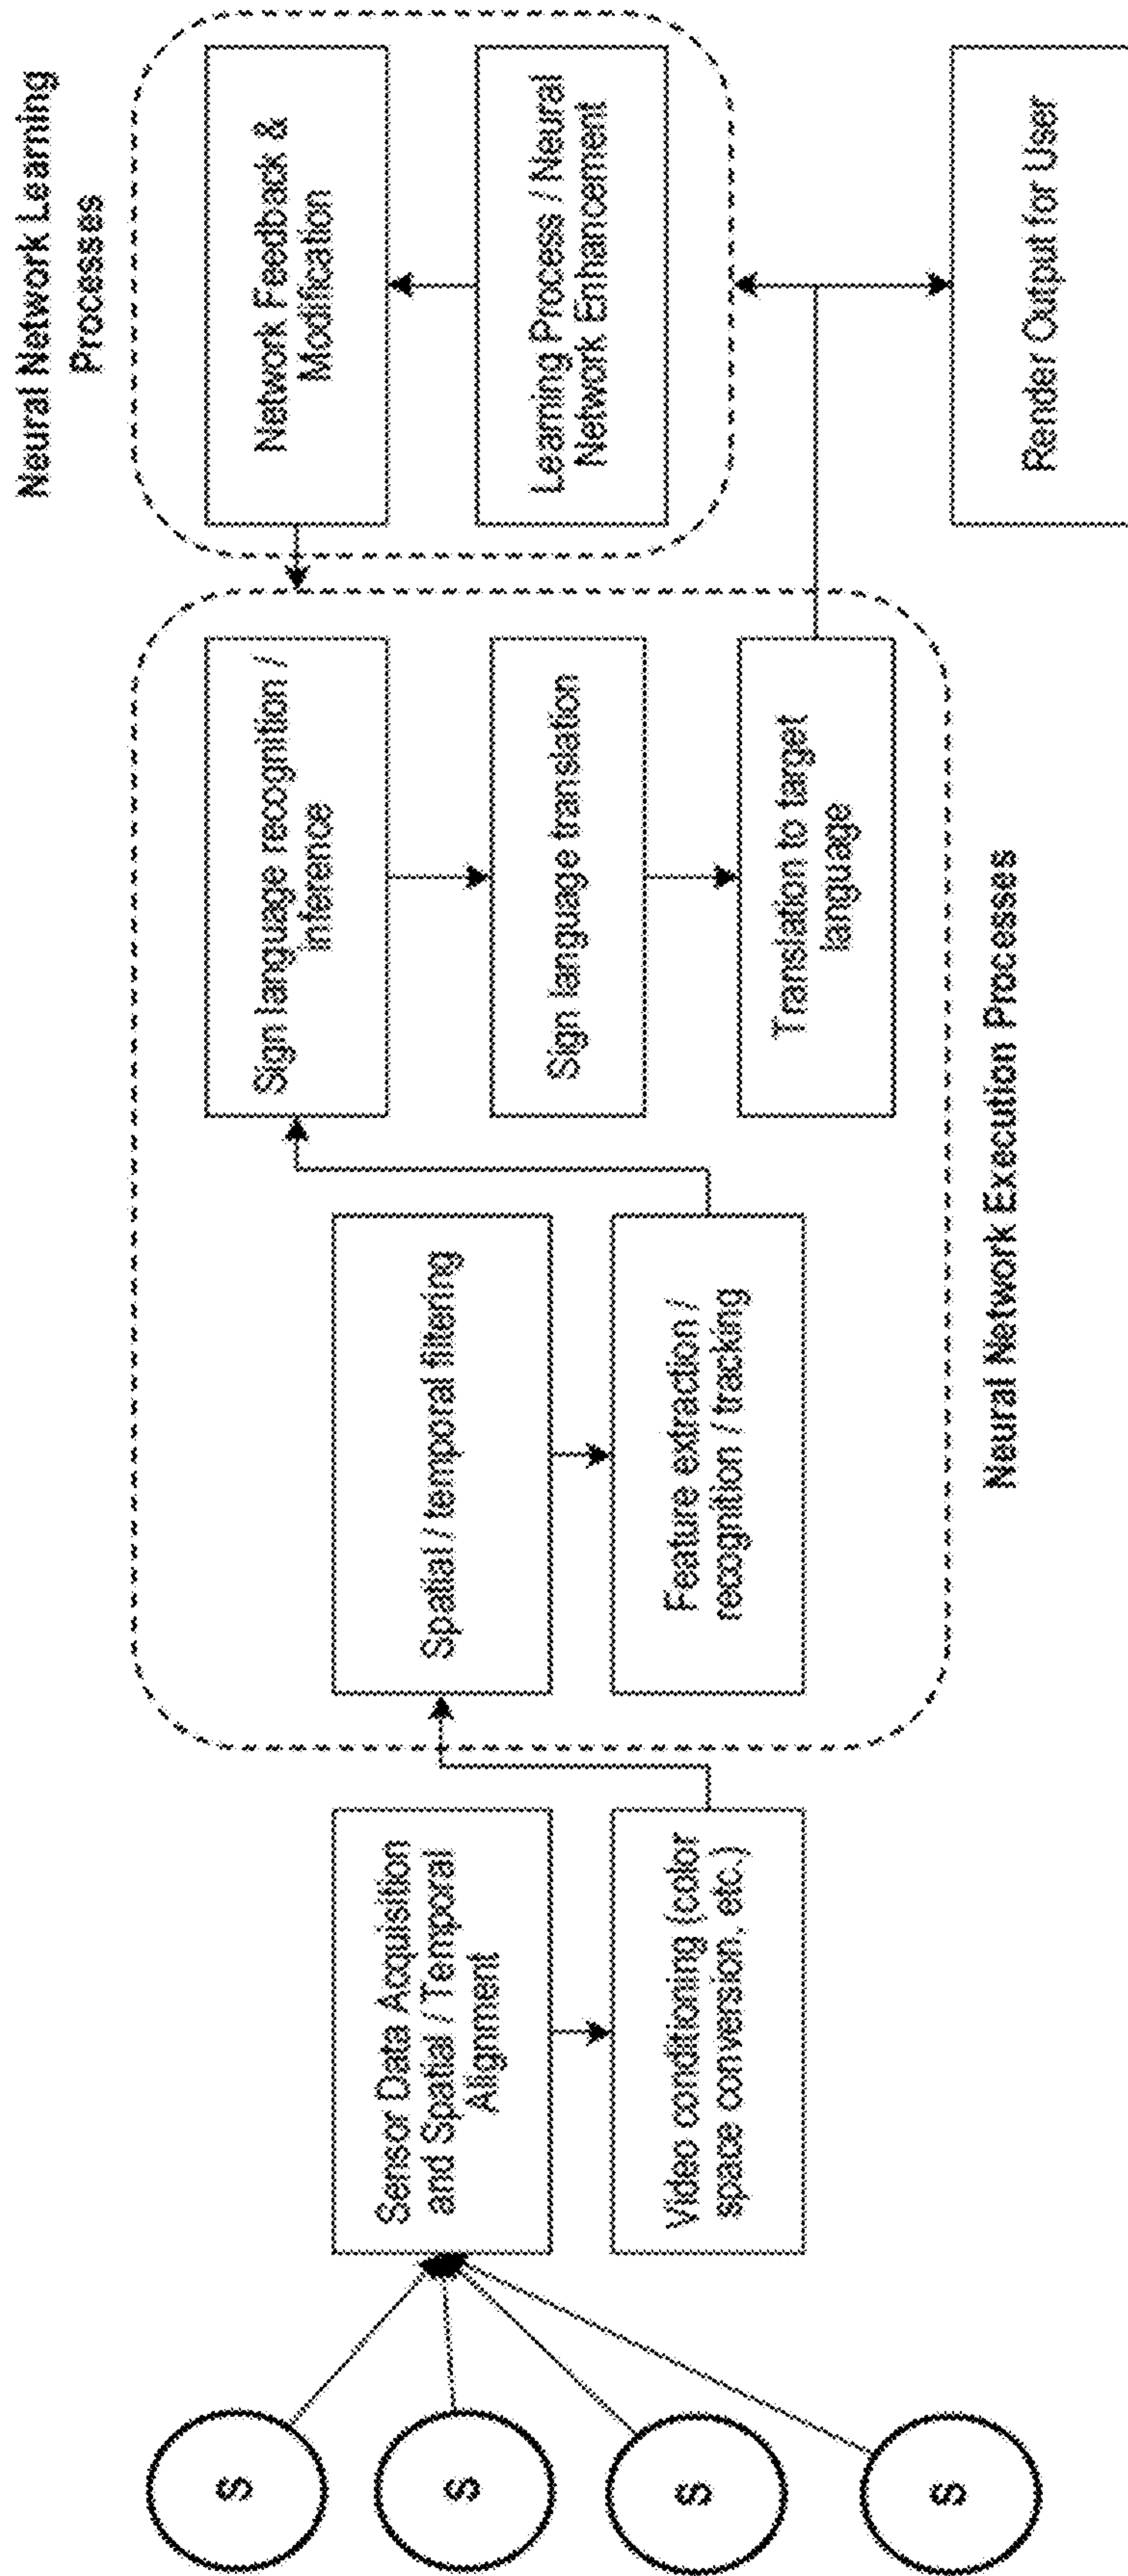 S
S
S
S
Sensor Data Acquisition
and Spatial / Temporal
Alignment
Video conditioning (color
space conversion, etc.)
Spatial / temporal filtering
Feature extraction /
recognition / tracking
Sign language recognition /
inference
Sign language translation
Translation to target
language
Neural Network Execution Processes
Neural Network Learning
Processes
Network Feedback &
Modification
Learning Process / Neural
Network Enhancement
Render Output for User